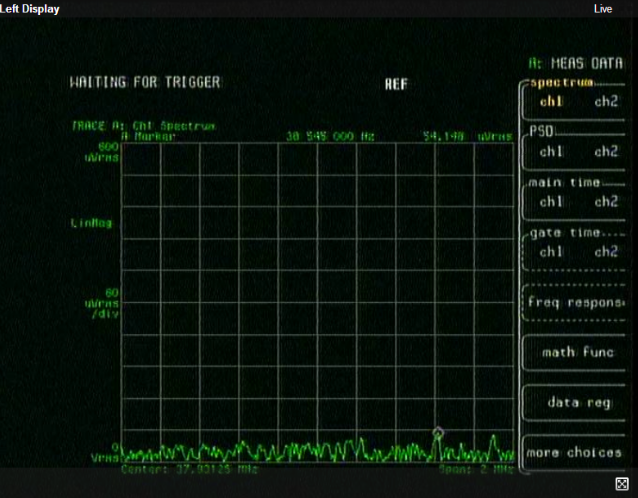 Left Display
Live
A: MEAS DATA
WAITING FOR TRIGGER
REF
spectrum
ch1 ch2
TRACE A: Ch1 Spectrum
A Marker 38 545 000 Hz 54.148 uVrms
600
uVrms
PSD
ch1 ch2
main time
ch1 ch2
LinMag
gate time
ch1 ch2
60
uVrms
/div
freq respons
math func
data reg
0
Vrms
more choices
Center: 37.93125 MHz
Span: 2 MHz